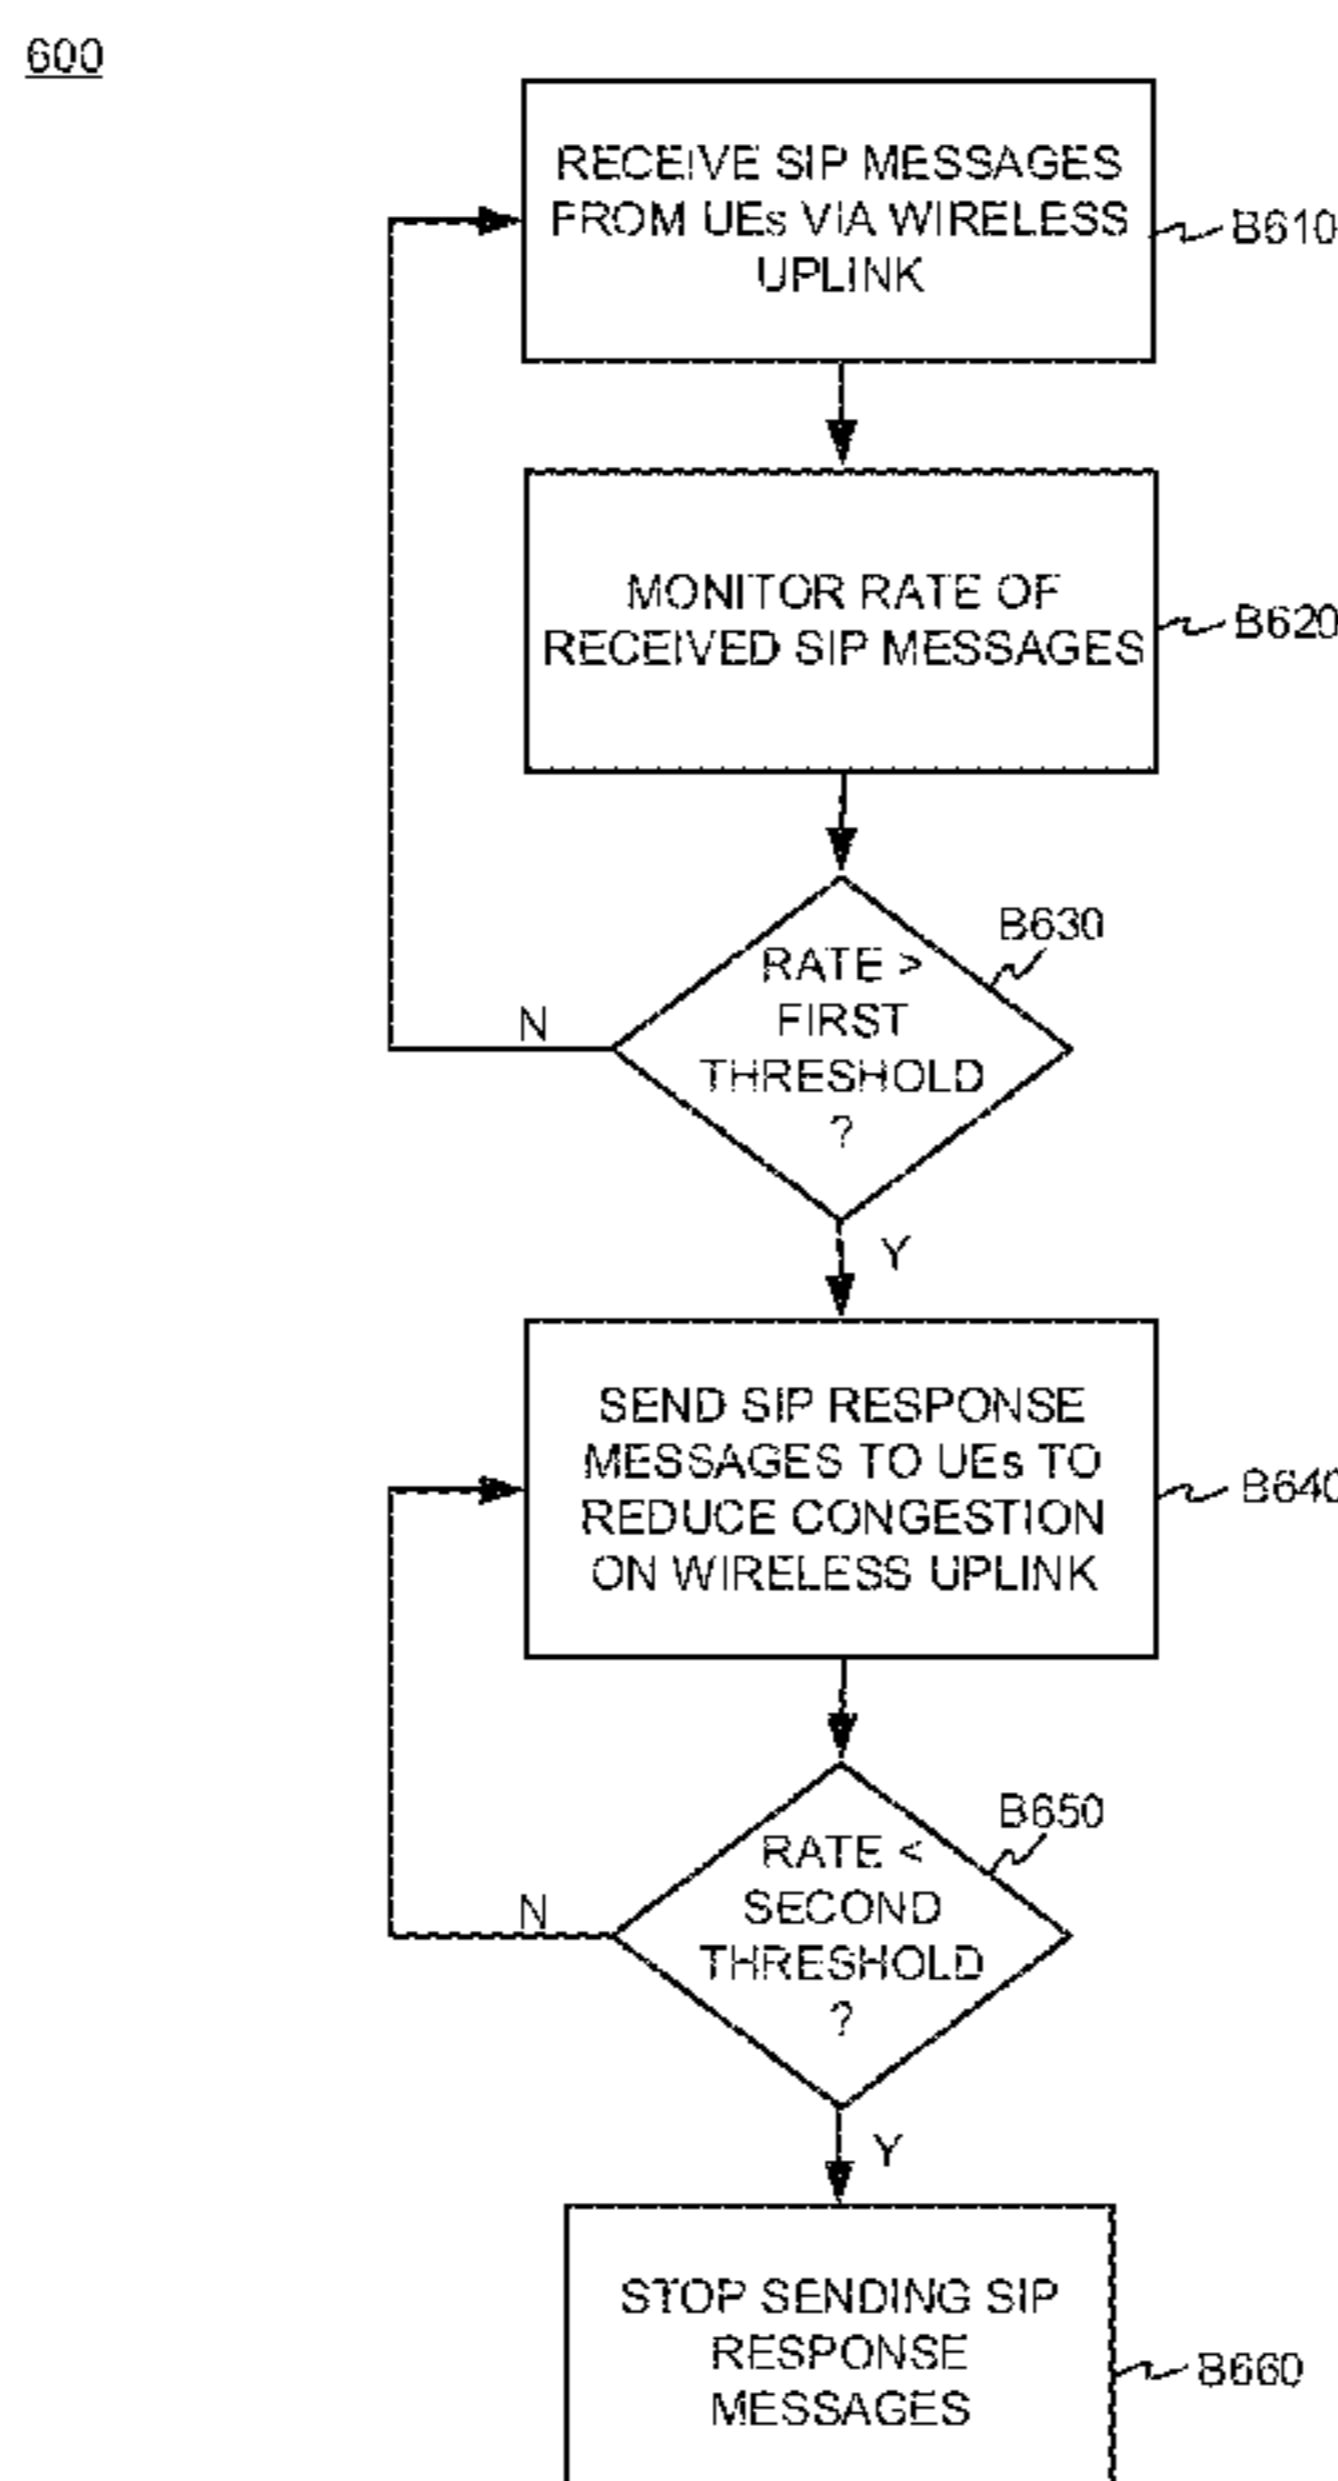 600
RECEIVE SIP MESSAGES
FROM UEs VIA WIRELESS
UPLINK
B610
MONITOR RATE OF
RECEIVED SIP MESSAGES
B620
B630
RATE >
FIRST
THRESHOLD
?
N
Y
SEND SIP RESPONSE
MESSAGES TO UEs TO
REDUCE CONGESTION
ON WIRELESS UPLINK
B640
B650
RATE <
SECOND
THRESHOLD
?
N
Y
STOP SENDING SIP
RESPONSE
MESSAGES
B660